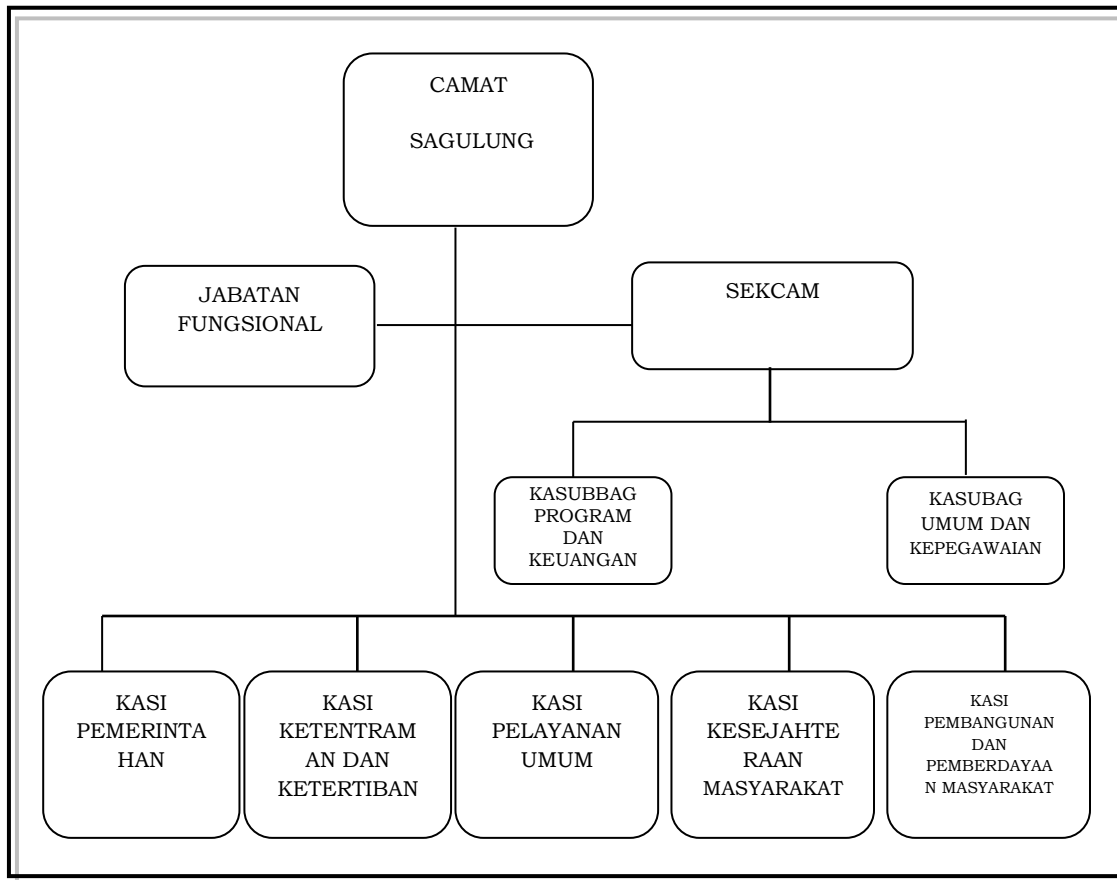 CAMAT
SAGULUNG
JABATAN
FUNGSIONAL
SEKCAM
KASUBBAG
PROGRAM
DAN
KEUANGAN
KASUBAG
UMUM DAN
KEPEGAWAIAN
KASI
PEMERINTA
HAN
KASI
KETENTRAM
AN DAN
KETERTIBAN
KASI
PELAYANAN
UMUM
KASI
KESEJAHTE
RAAN
MASYARAKAT
KASI
PEMBANGUNAN
DAN
PEMBERDAYAA
N MASYARAKAT